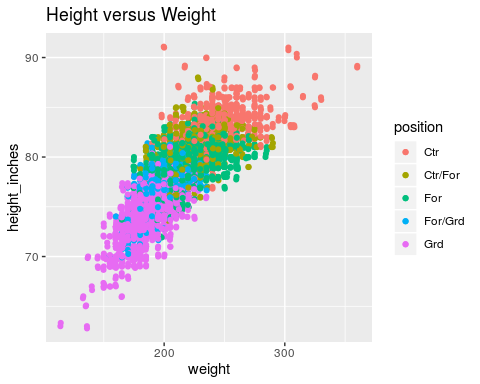 Height versus Weight
height_inches
90
80
70
200
300
weight
position
Ctr
Ctr/For
For
For/Grd
Grd